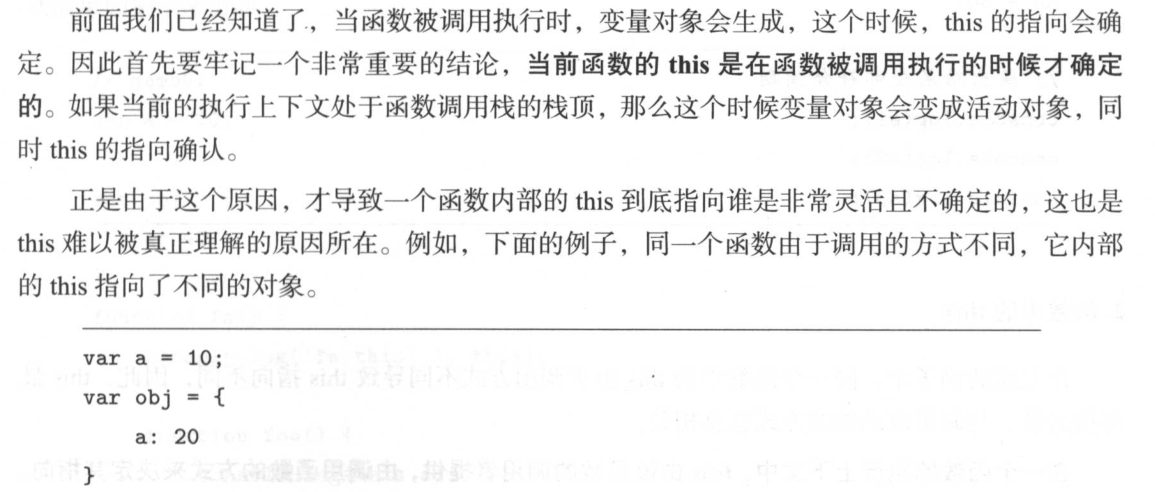 前面我们已经知道了，当函数被调用执行时，变量对象会生成，这个时候，this 的指向会确
定。因此首先要牢记一个非常重要的结论，当前函数的 this 是在函数被调用执行的时候才确定
的。如果当前的执行上下文处于函数调用栈的栈顶，那么这个时候变量对象会变成活动对象，同
时 this 的指向确认。
正是由于这个原因，才导致一个函数内部的 this 到底指向谁是非常灵活且不确定的，这也是
this 难以被真正理解的原因所在。例如，下面的例子，同一个函数由于调用的方式不同，它内部
的 this 指向了不同的对象。
var a = 10;
var obj = {
    a: 20
}